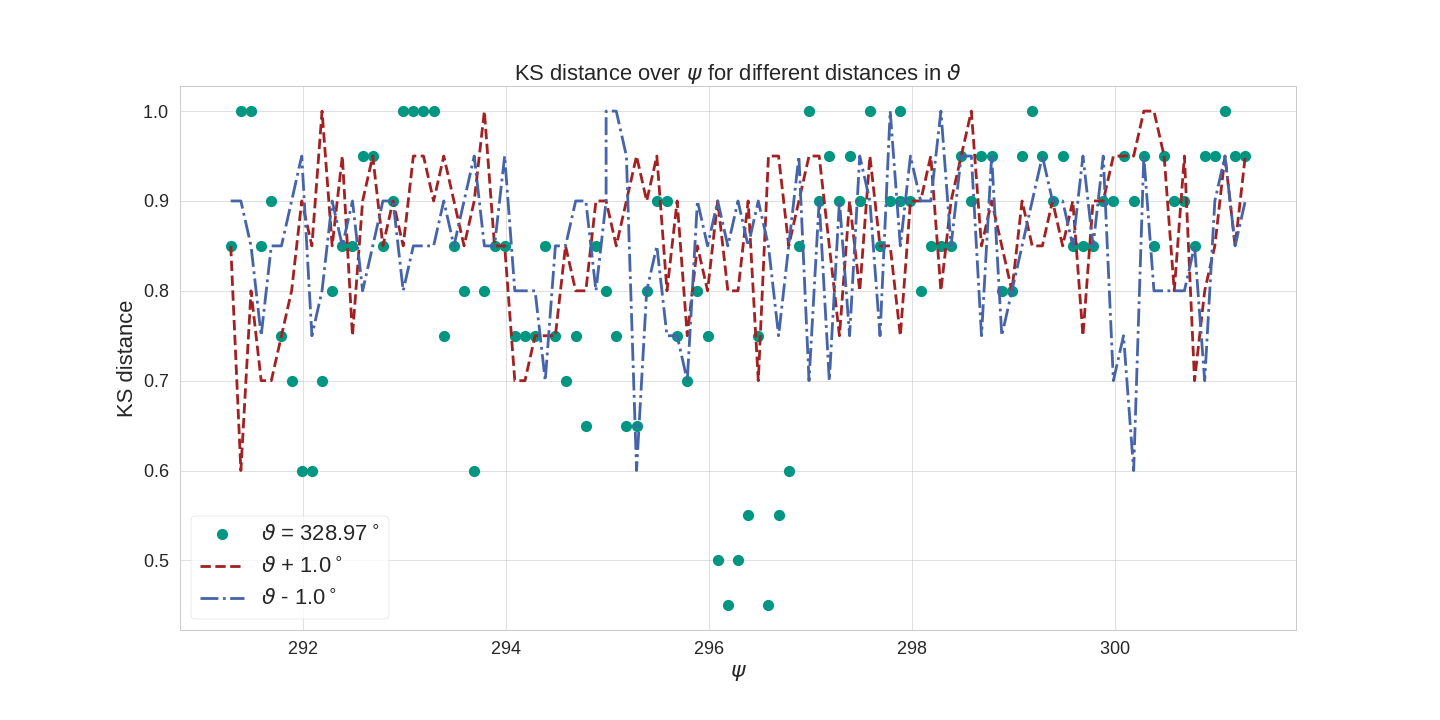 KS distance over ψ for different distances in ϑ
KS distance
1.0
0.9
0.8
0.7
0.6
0.5
ϑ = 328.97°
ϑ + 1.0°
ϑ - 1.0°
292 294 296 298 300
ψ